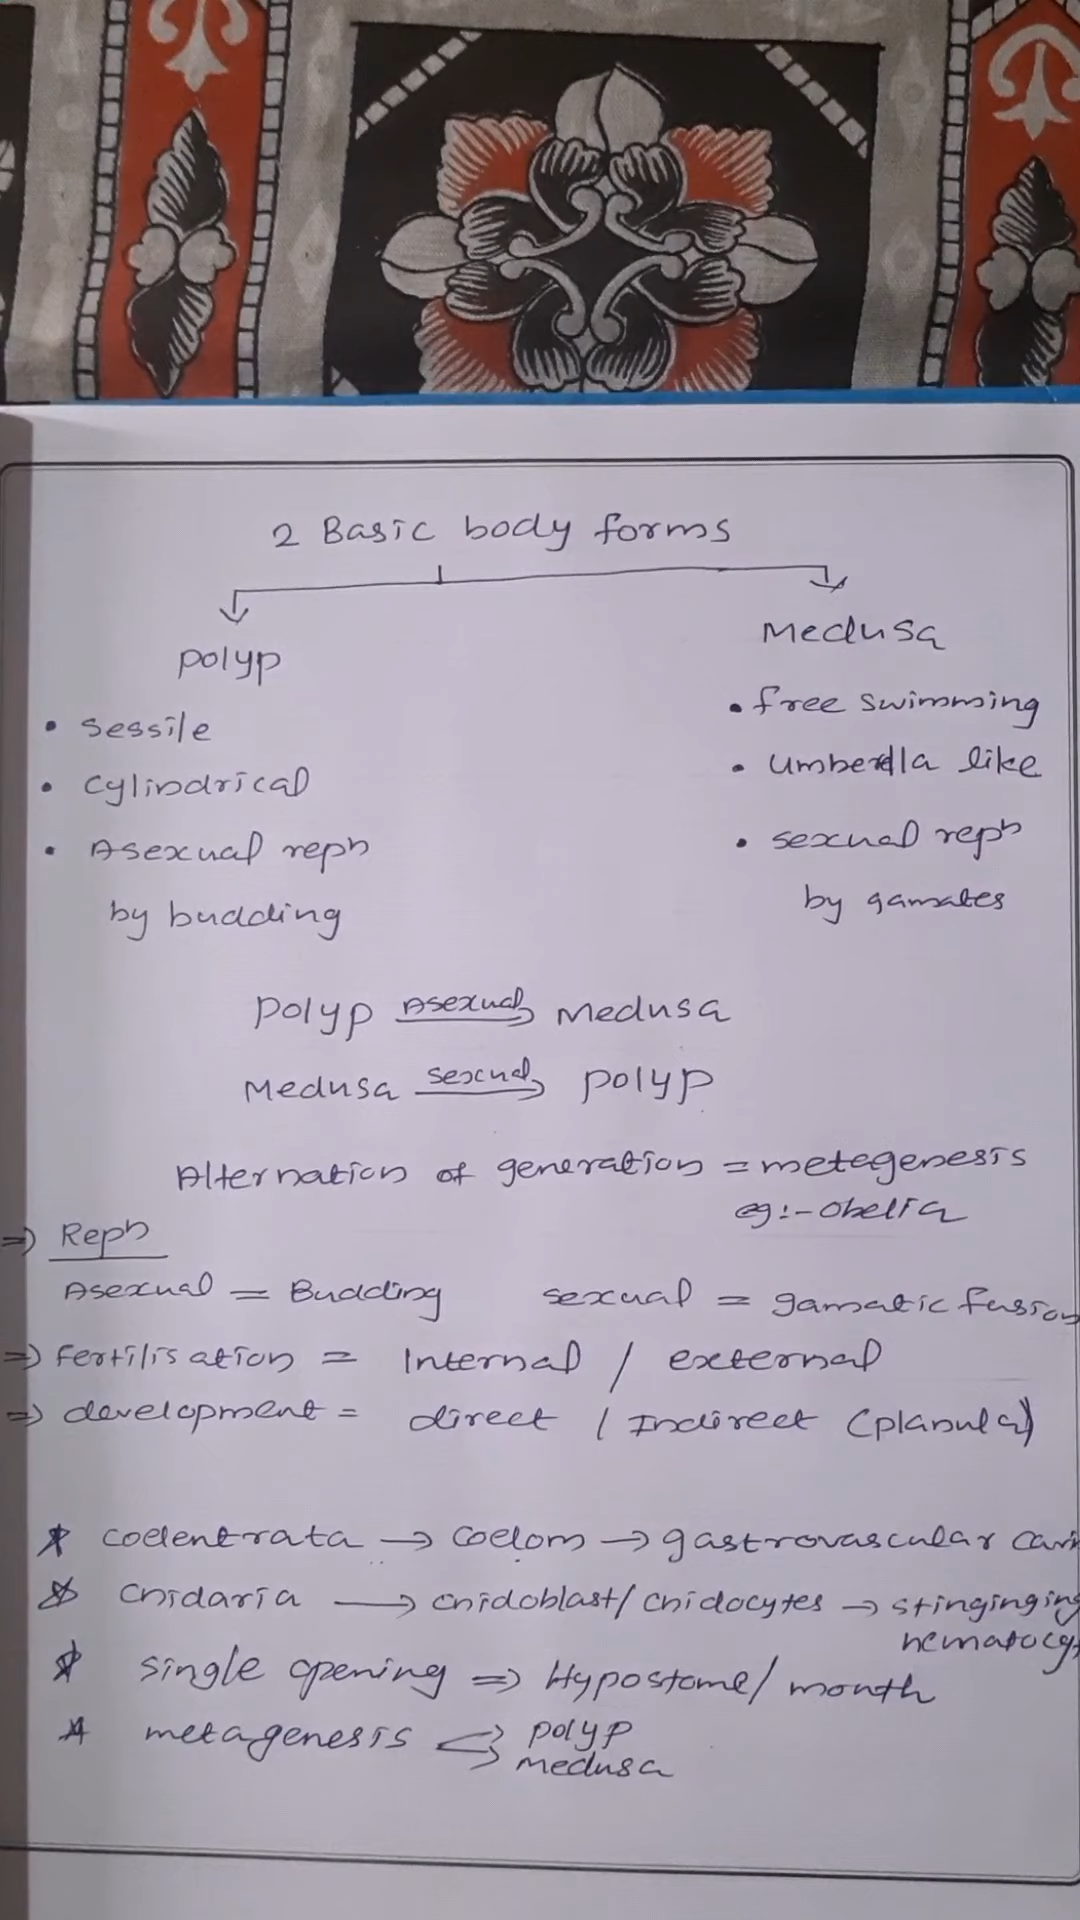 2 Basic body forms
polyp
Medusa
• sessile
• free swimming
• cylindrical
• umberella like
• Asexual repn
• sexual repn
by budding
by gamates
polyp Asexual → Medusa
Medusa sexual → polyp
Alternation of generation = metegenesis
eg:- obelia
⇒ Repn
Asexual = Budding sexual = gamatic fusion
⇒ fertilisation = Internal / external
⇒ development = direct / Indirect (planula)
★ coelentrata → coelom → gastrovascular cavi
★ cnidaria → cnidoblast/ cnidocytes → stinginging
nematocy
★ single opening ⇒ Hypostome/ mouth
★ metagenesis polyp
medusa